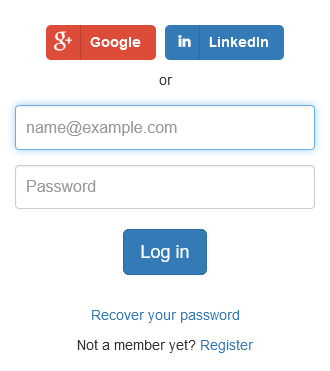 g+ Google in LinkedIn
or
name@example.com
Password
Log in
Recover your password
Not a member yet? Register